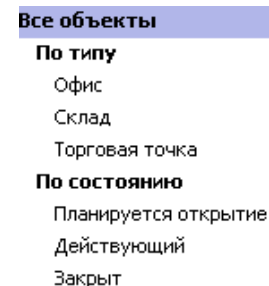 Все объекты
По типу
Офис
Склад
Торговая точка
По состоянию
Планируется открытие
Действующий
Закрыт